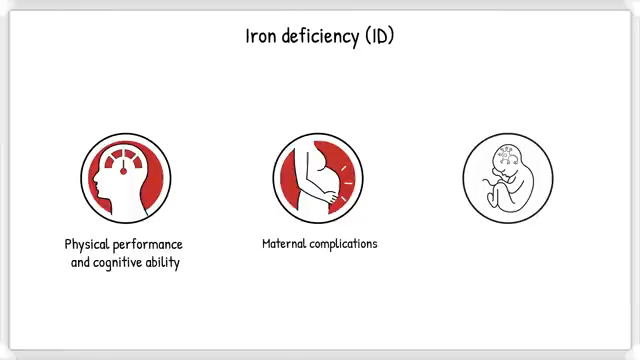 Iron deficiency (ID)
Physical performance
and cognitive ability
Maternal complications